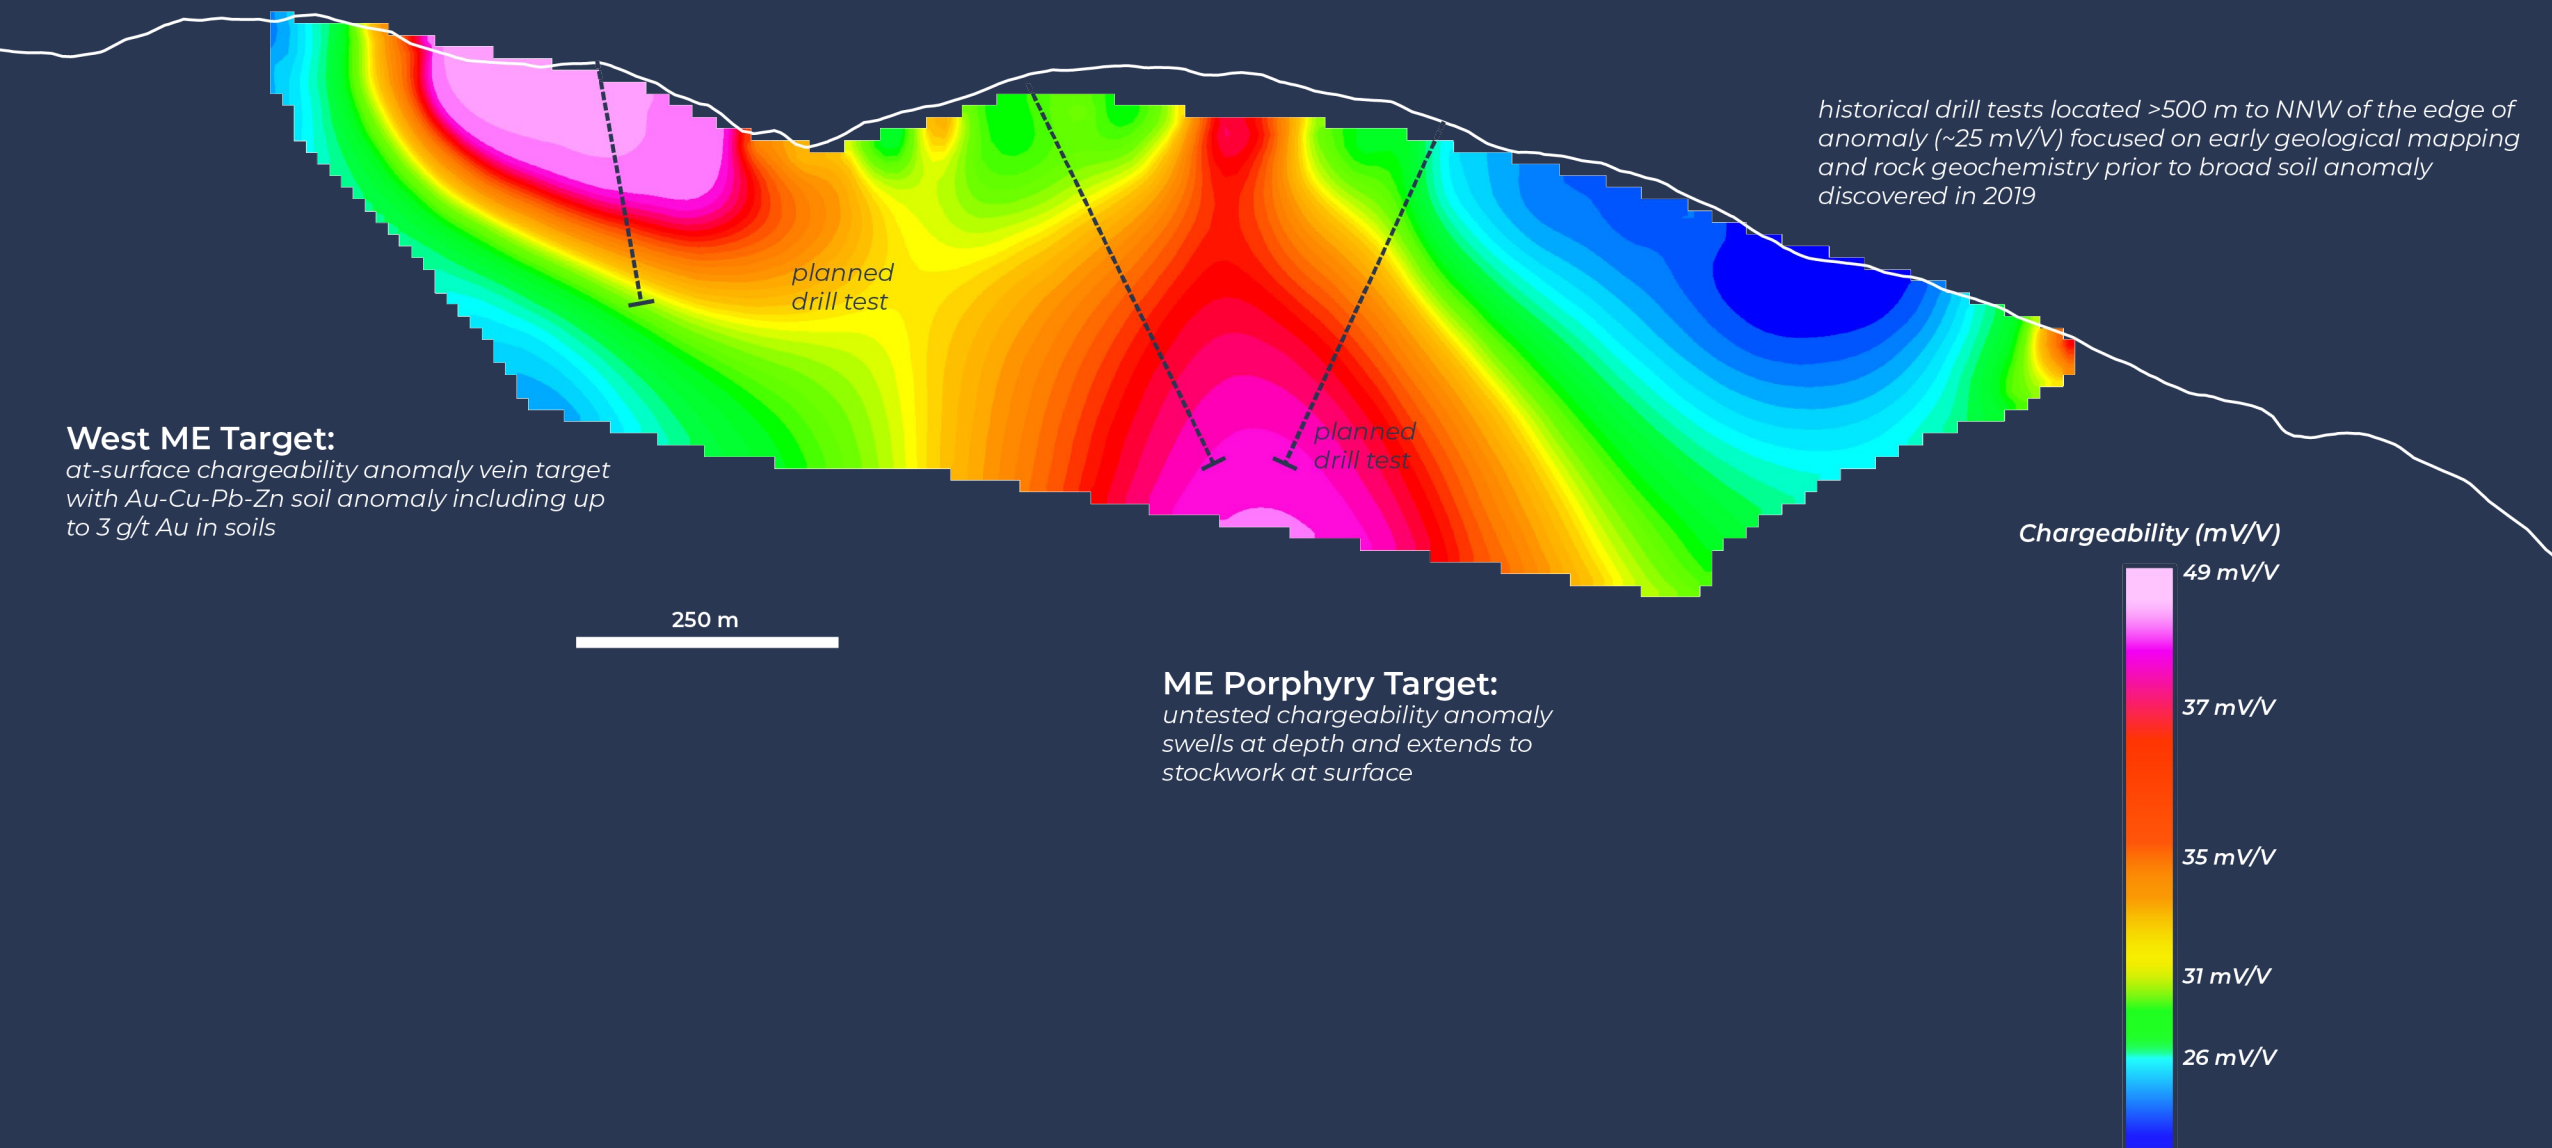 historical drill tests located >500 m to NNW of the edge of
anomaly (~25 mV/V) focused on early geological mapping
and rock geochemistry prior to broad soil anomaly
discovered in 2019
planned
drill test
West ME Target:
at-surface chargeability anomaly vein target
with Au-Cu-Pb-Zn soil anomaly including up
to 3 g/t Au in soils
planned
drill test
250 m
ME Porphyry Target:
untested chargeability anomaly
swells at depth and extends to
stockwork at surface
Chargeability (mV/V)
49 mV/V
37 mV/V
35 mV/V
31 mV/V
26 mV/V